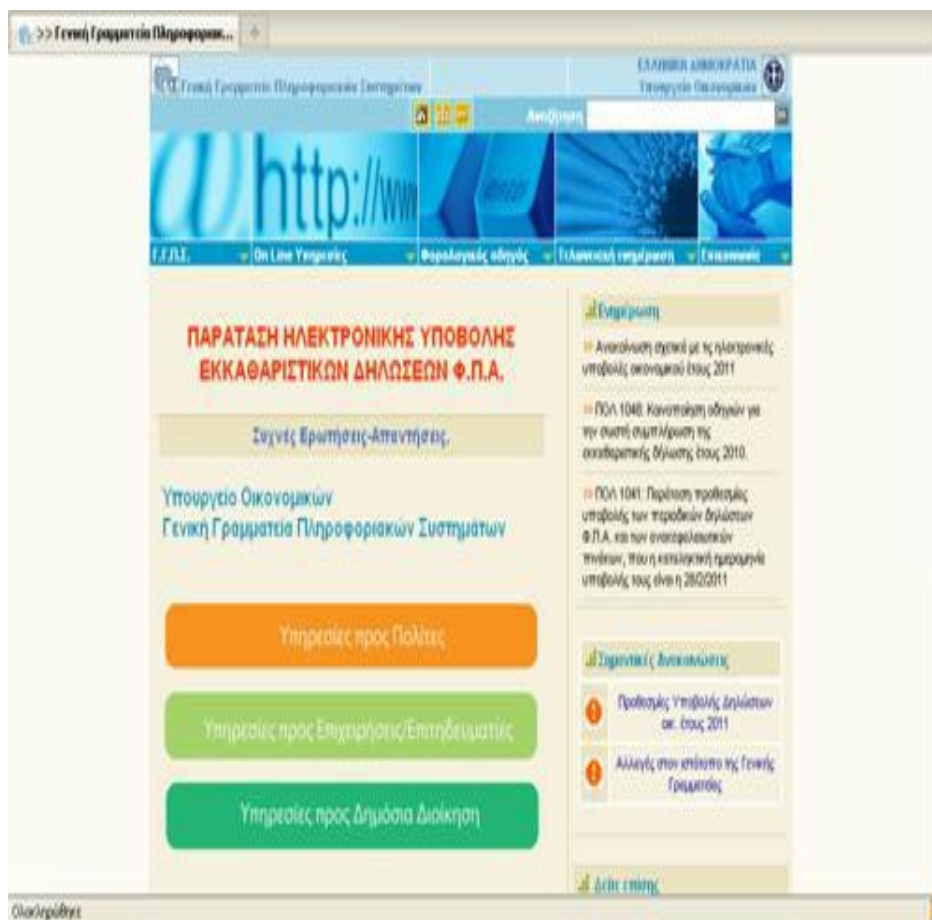 >> Γενική Γραμματεία Πληροφοριακ...
Γενική Γραμματεία Πληροφοριακών Συστημάτων
ΕΛΛΗΝΙΚΗ ΔΗΜΟΚΡΑΤΙΑ
Υπουργείο Οικονομικών
Αναζήτηση
http://www
Γ.Γ.Π.Σ.
On Line Υπηρεσίες
Φορολογικός οδηγός
Τελωνειακή ενημέρωση
Επικοινωνία
ΠΑΡΑΤΑΣΗ ΗΛΕΚΤΡΟΝΙΚΗΣ ΥΠΟΒΟΛΗΣ
ΕΚΚΑΘΑΡΙΣΤΙΚΩΝ ΔΗΛΩΣΕΩΝ Φ.Π.Α.
Συχνές Ερωτήσεις-Απαντήσεις.
Υπουργείο Οικονομικών
Γενική Γραμματεία Πληροφοριακών Συστημάτων
Υπηρεσίες προς Πολίτες
Υπηρεσίες προς Επιχειρήσεις/Επιτηδευματίες
Υπηρεσίες προς Δημόσια Διοίκηση
Ενημέρωση
Ανακοίνωση σχετικά με τις ηλεκτρονικές
υποβολές οικονομικού έτους 2011
ΠΟΛ 1048: Κοινοποίηση οδηγιών για
την σωστή συμπλήρωση της
εκκαθαριστικής δήλωσης έτους 2010.
ΠΟΛ 1041: Παράταση προθεσμίας
υποβολής των περιοδικών δηλώσεων
Φ.Π.Α. και των ανακεφαλαιωτικών
πινάκων, που η καταληκτική ημερομηνία
υποβολής τους είναι η 28/2/2011
Σημαντικές Ανακοινώσεις
Προθεσμίες Υποβολής Δηλώσεων
οικ. έτους 2011
Αλλαγές στον ιστότοπο της Γενικής
Γραμματείας
Δείτε επίσης
Ολοκληρώθηκε